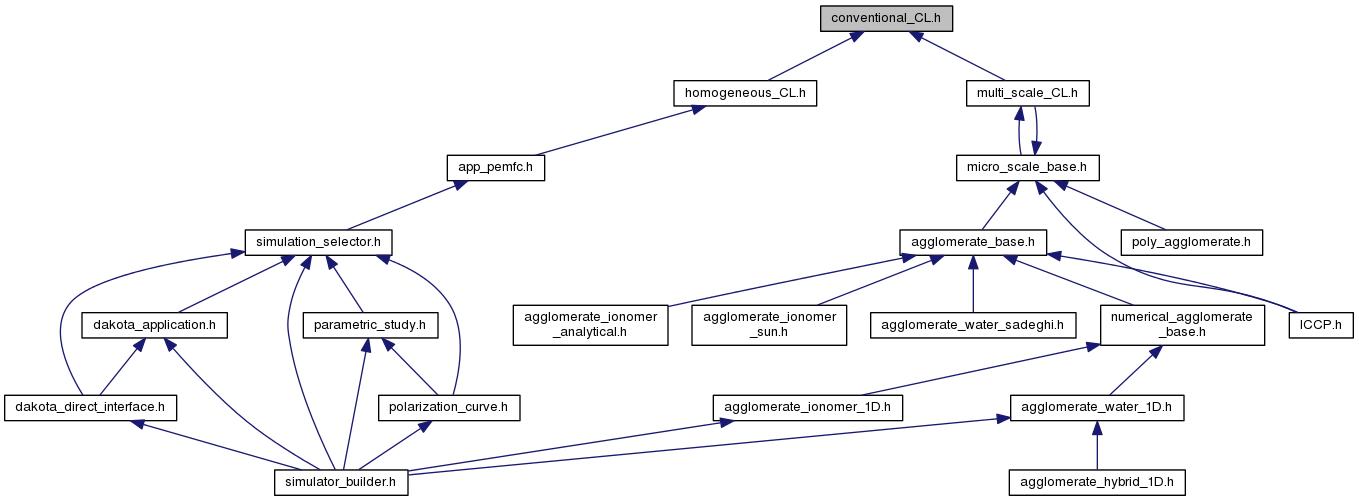 conventional_CL.h
homogeneous_CL.h
multi_scale_CL.h
app_pemfc.h
micro_scale_base.h
simulation_selector.h
agglomerate_base.h
poly_agglomerate.h
dakota_application.h
parametric_study.h
agglomerate_ionomer
_analytical.h
agglomerate_ionomer
_sun.h
agglomerate_water_sadeghi.h
numerical_agglomerate
_base.h
ICCP.h
dakota_direct_interface.h
polarization_curve.h
agglomerate_ionomer_1D.h
agglomerate_water_1D.h
simulator_builder.h
agglomerate_hybrid_1D.h